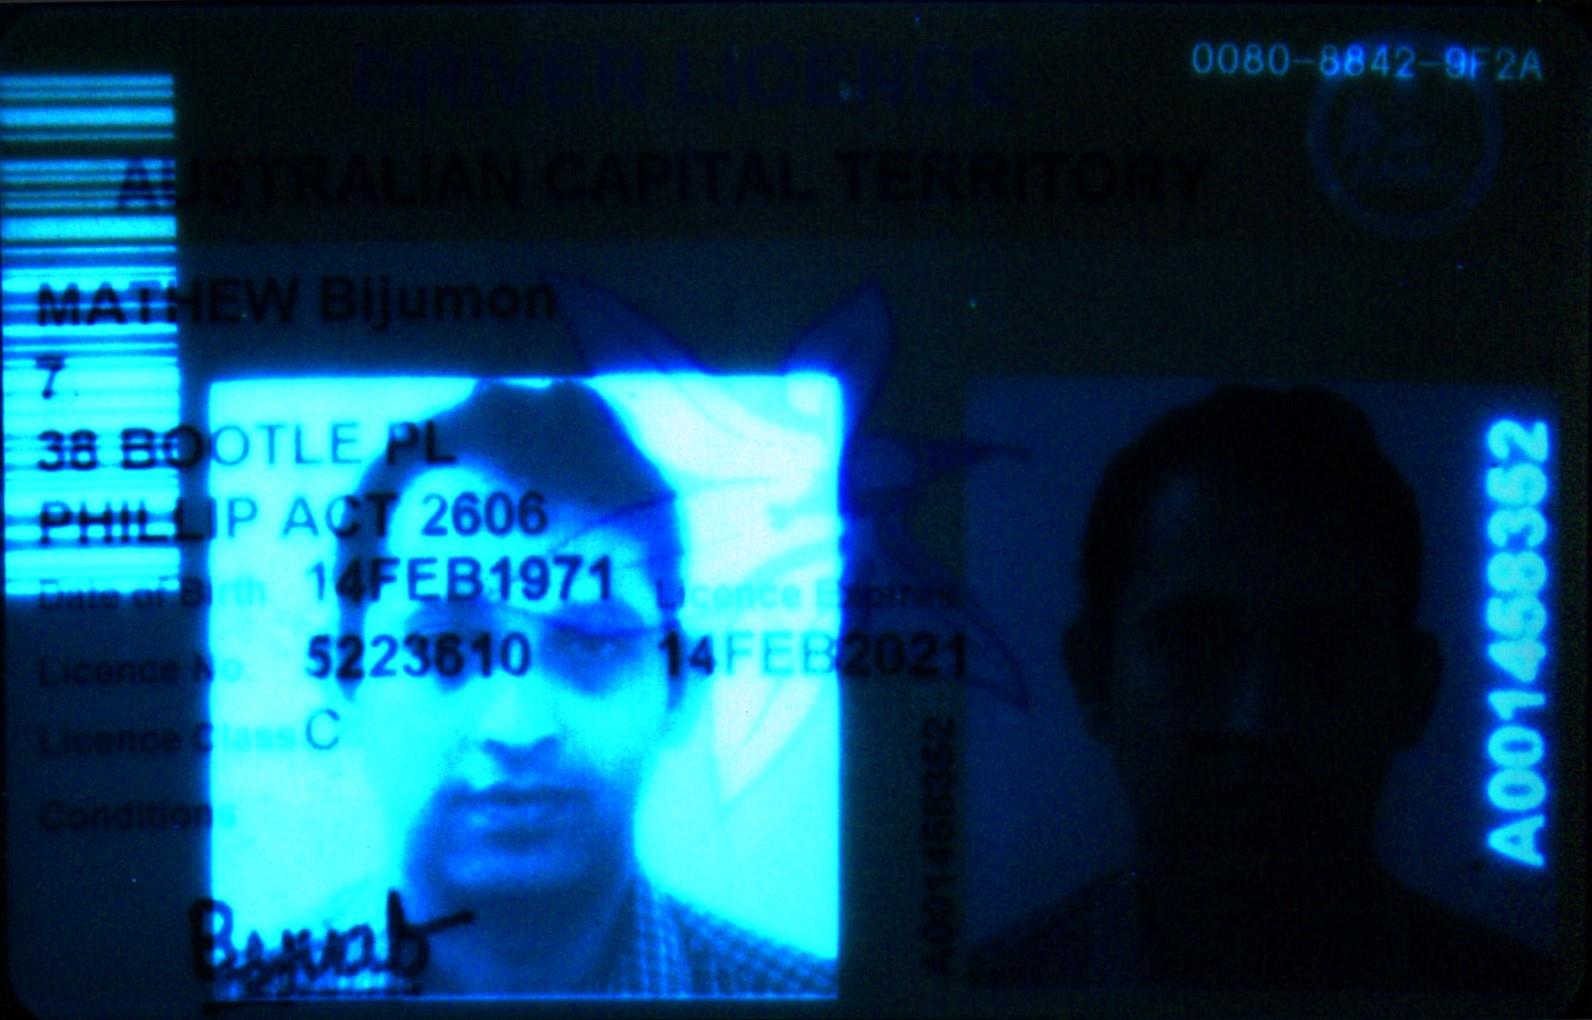 DRIVER LICENCE
0080-8842-9F2A
AUSTRALIAN CAPITAL TERRITORY
MATHEW Bijumon
7
38 BOOTLE PL
PHILLIP ACT 2606
Date of Birth 14FEB1971 Licence Expires
Licence No. 5223610 14FEB2021
Licence Class C
Conditions
A001458352
A001458352